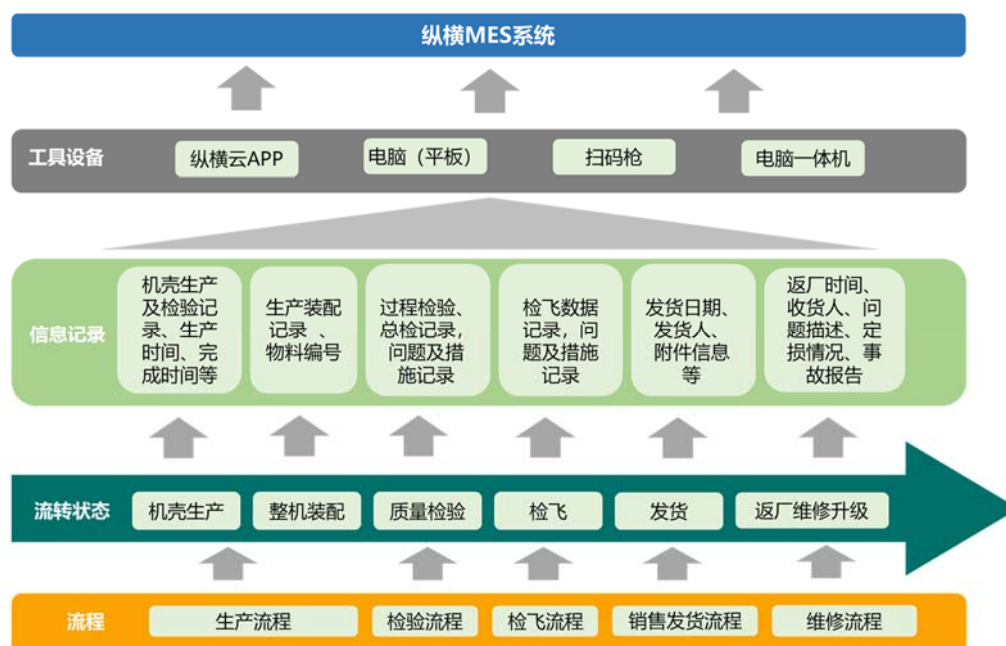 纵横MES系统
工具设备
纵横云APP
电脑（平板）
扫码枪
电脑一体机
信息记录
机壳生产
及检验记
录、生产
时间、完
成时间等
生产装配
记录 、
物料编号
过程检验、
总检记录，
问题及措
施记录
检飞数据
记录，问
题及措施
记录
发货日期、
发货人、
附件信息
等
返厂时间、
收货人、问
题描述、定
损情况、事
故报告
流转状态
机壳生产
整机装配
质量检验
检飞
发货
返厂维修升级
流程
生产流程
检验流程
检飞流程
销售发货流程
维修流程